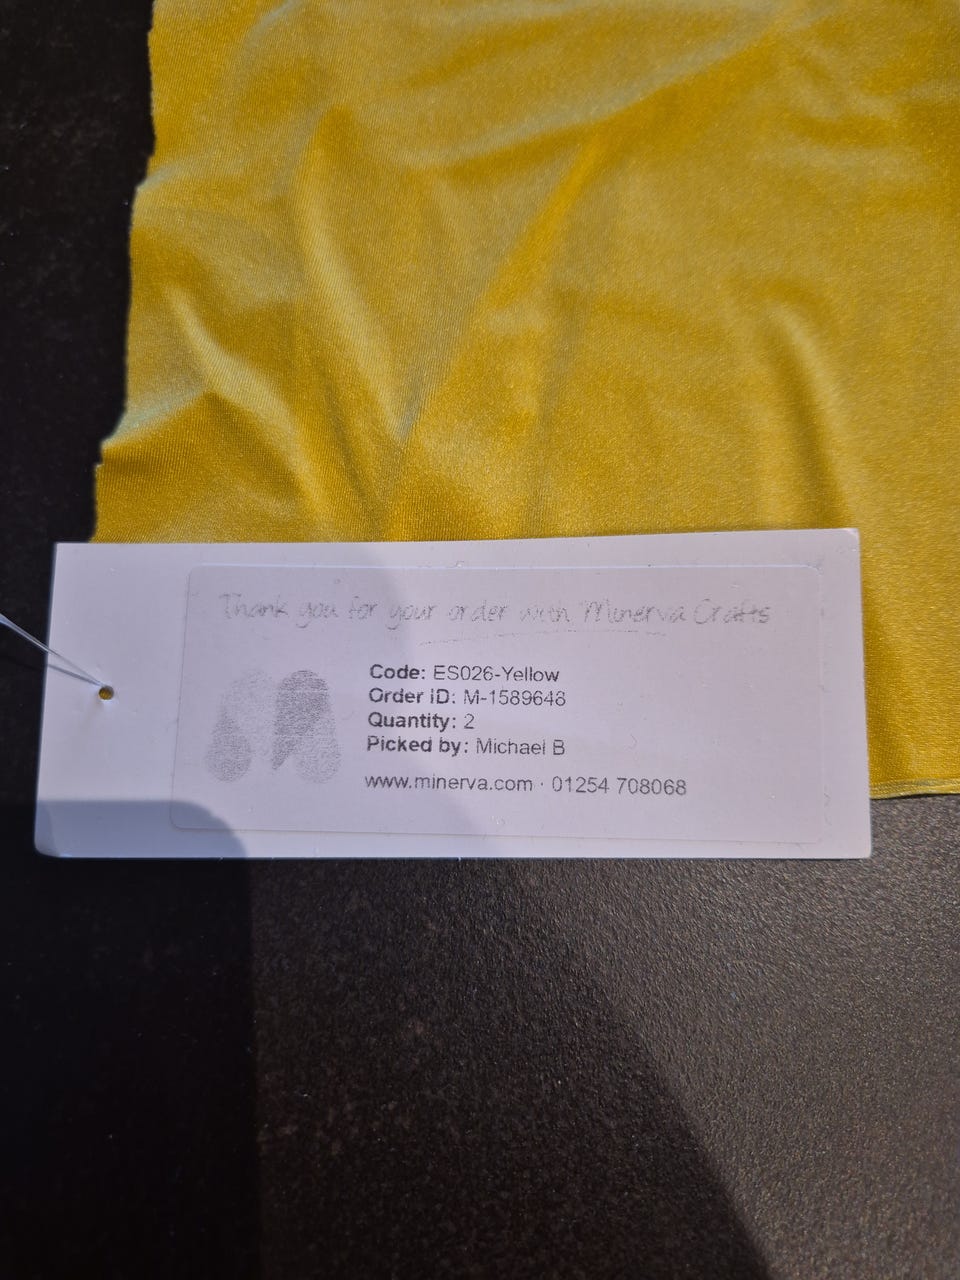 Thank you for your order with Minerva Crafts
Code: ES026-Yellow
Order ID: M-1589648
Quantity: 2
Picked by: Michael B
www.minerva.com · 01254 708068